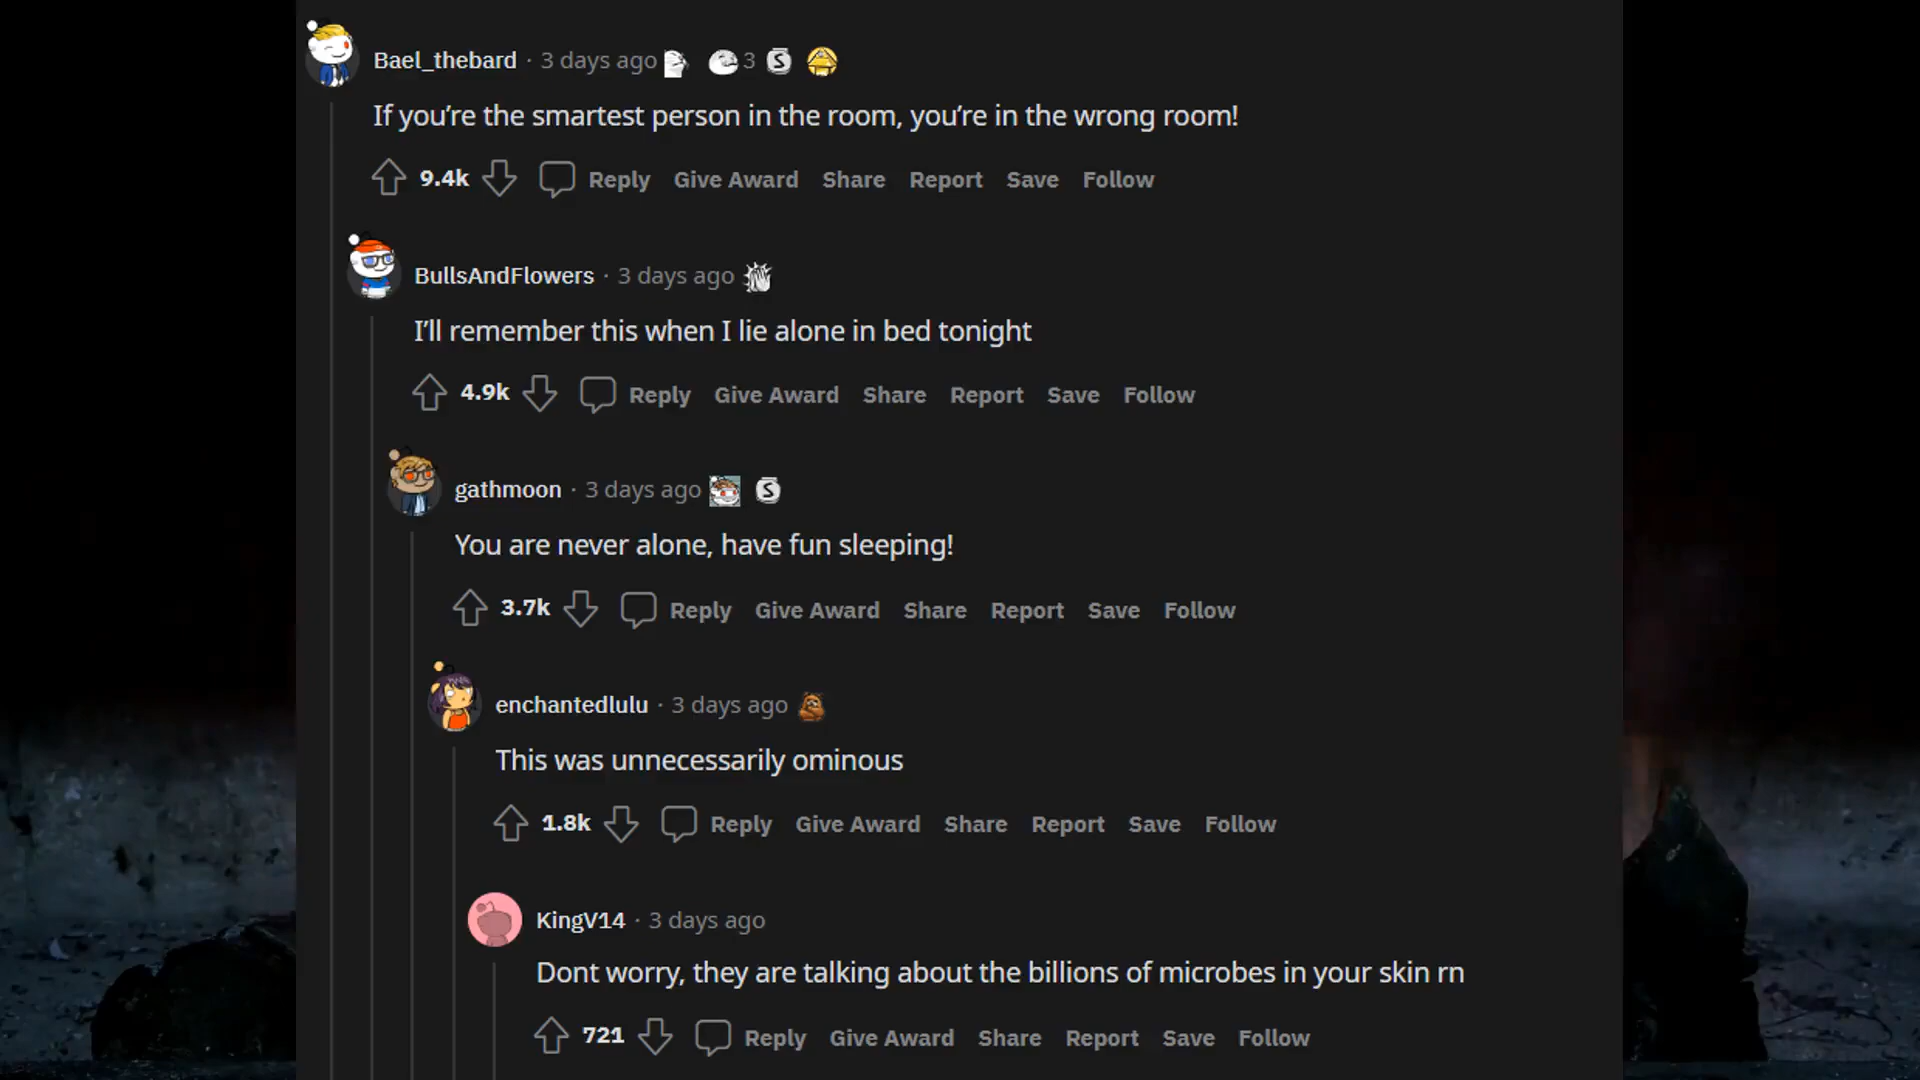 Bael_thebard · 3 days ago 3 S
If you’re the smartest person in the room, you’re in the wrong room!
9.4k Reply Give Award Share Report Save Follow
BullsAndFlowers · 3 days ago
I’ll remember this when I lie alone in bed tonight
4.9k Reply Give Award Share Report Save Follow
gathmoon · 3 days ago S
You are never alone, have fun sleeping!
3.7k Reply Give Award Share Report Save Follow
enchantedlulu · 3 days ago
This was unnecessarily ominous
1.8k Reply Give Award Share Report Save Follow
KingV14 · 3 days ago
Dont worry, they are talking about the billions of microbes in your skin rn
721 Reply Give Award Share Report Save Follow